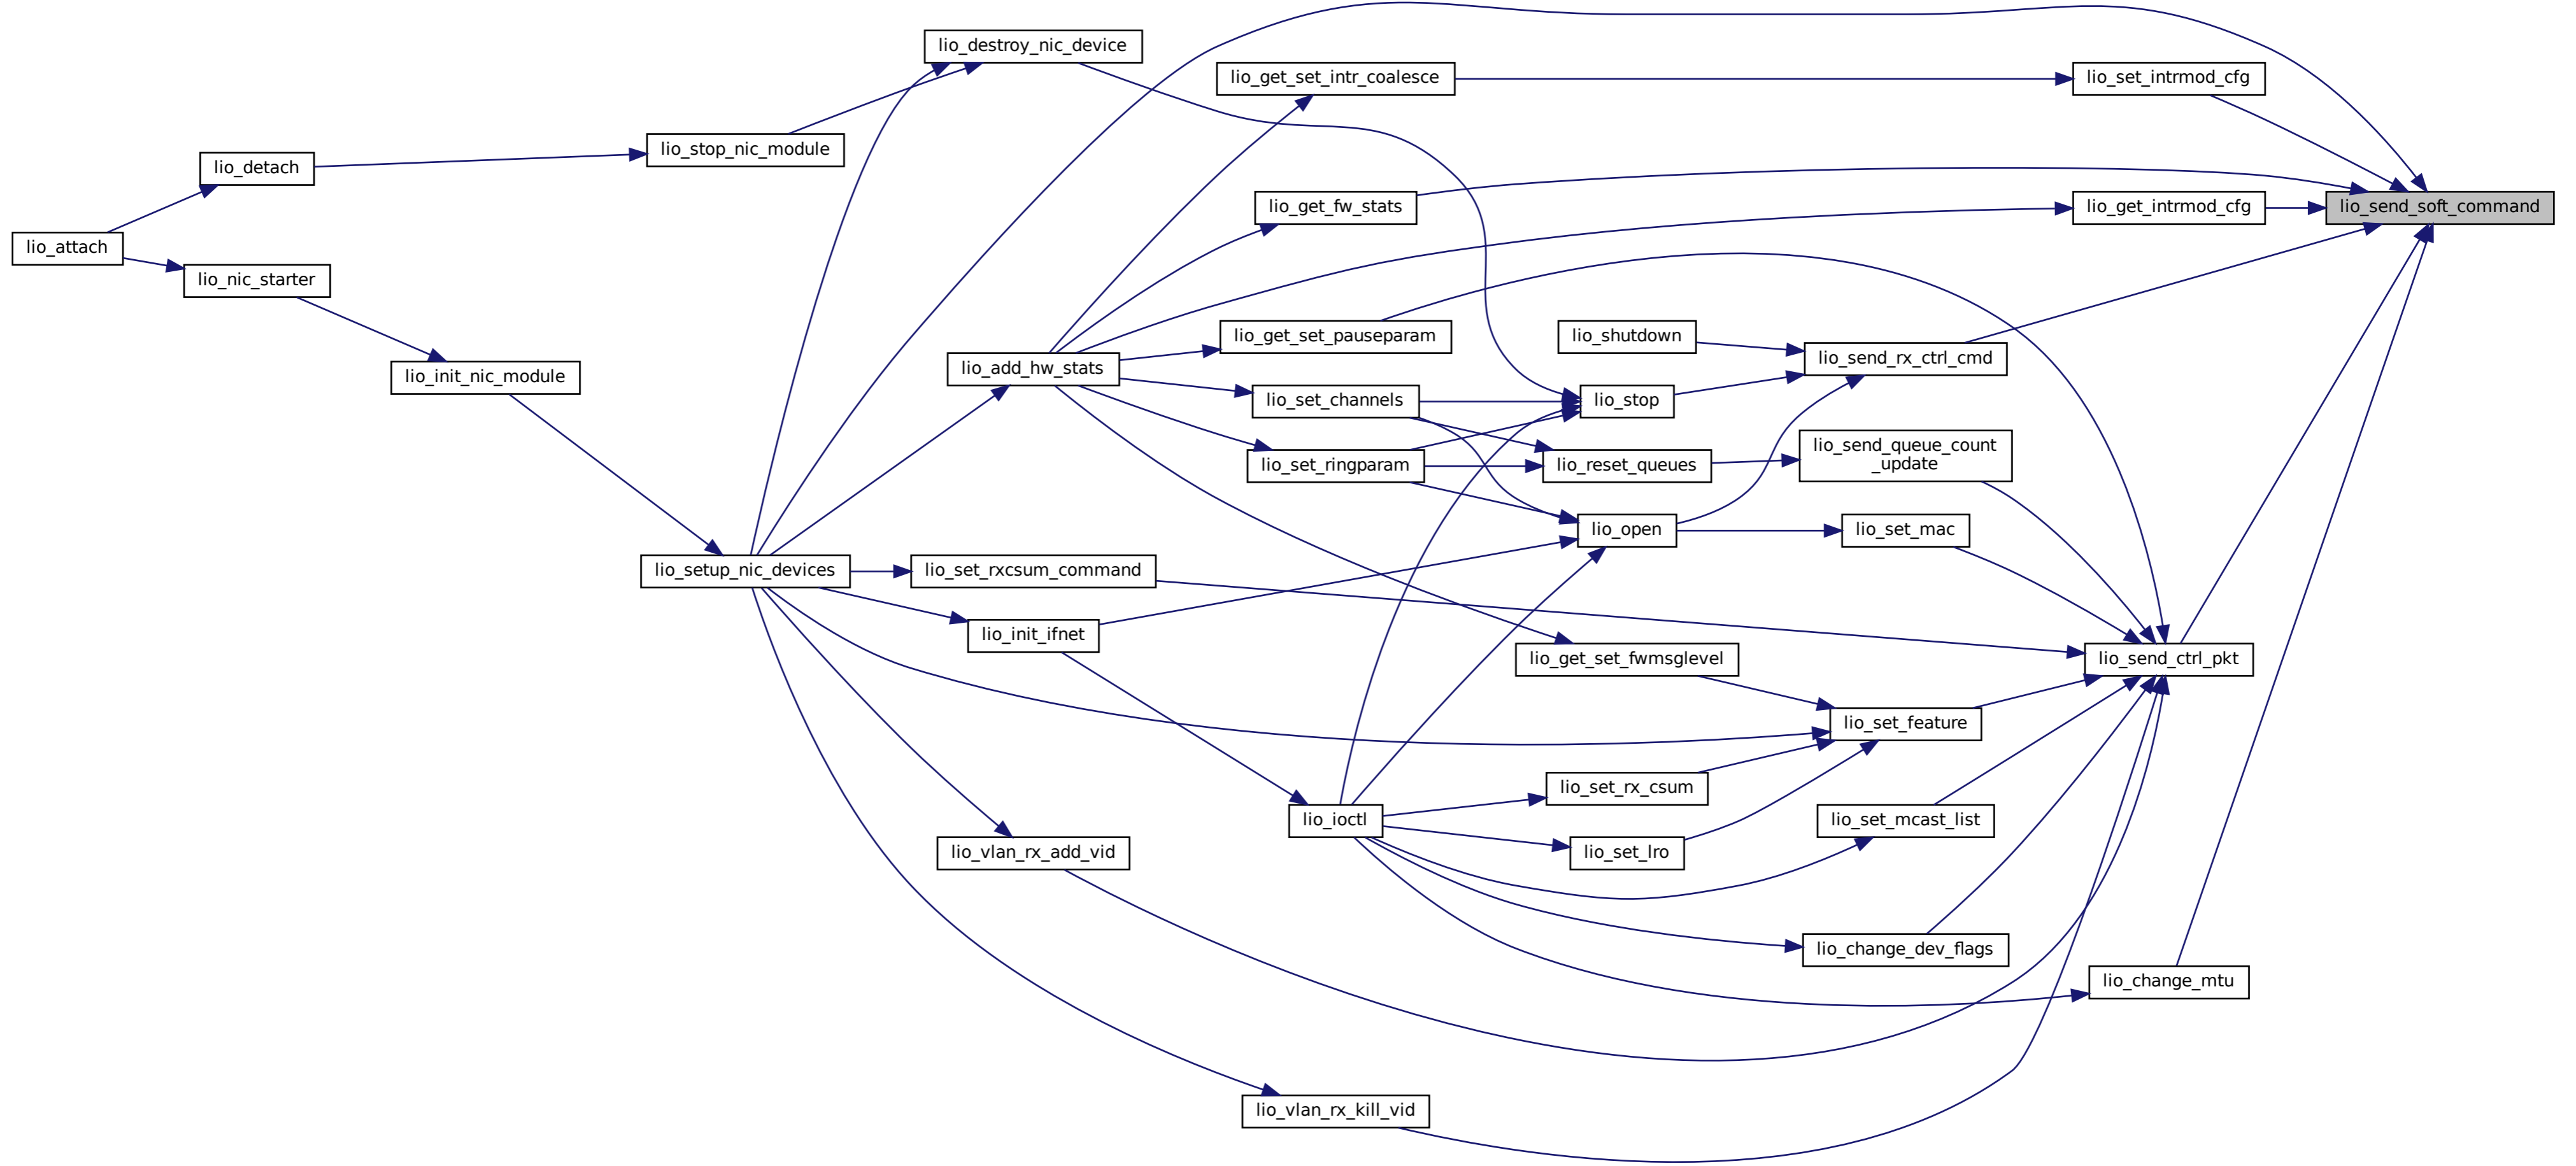 lio_destroy_nic_device
lio_get_set_intr_coalesce
lio_set_intrmod_cfg
lio_stop_nic_module
lio_detach
lio_get_fw_stats
lio_get_intrmod_cfg
lio_send_soft_command
lio_attach
lio_nic_starter
lio_get_set_pauseparam
lio_shutdown
lio_send_rx_ctrl_cmd
lio_add_hw_stats
lio_init_nic_module
lio_set_channels
lio_stop
lio_send_queue_count
_update
lio_set_ringparam
lio_reset_queues
lio_open
lio_set_mac
lio_setup_nic_devices
lio_set_rxcsum_command
lio_init_ifnet
lio_get_set_fwmsglevel
lio_send_ctrl_pkt
lio_set_feature
lio_set_rx_csum
lio_ioctl
lio_set_mcast_list
lio_vlan_rx_add_vid
lio_set_lro
lio_change_dev_flags
lio_change_mtu
lio_vlan_rx_kill_vid